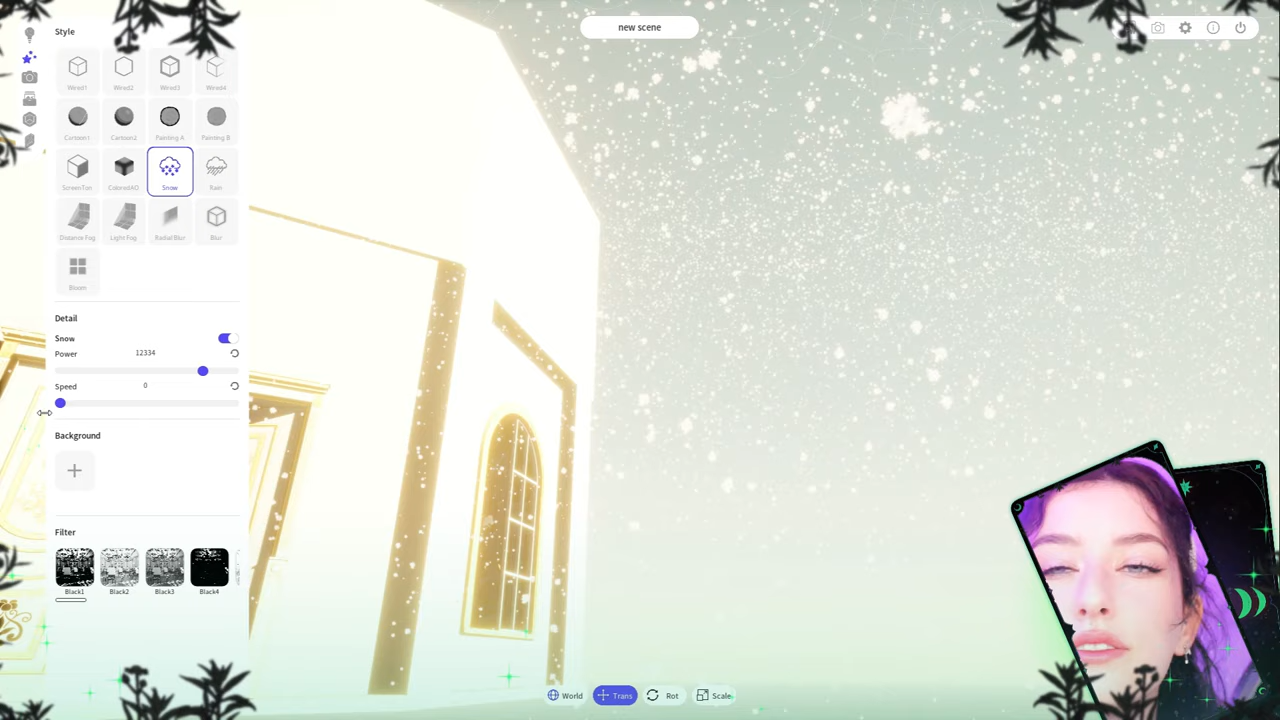 Style
new scene
Wired1 Wired2 Wired3 Wired4
Cartoon1 Cartoon2 Painting A Painting B
ScreenTon ColoredAO Snow Rain
Distance Fog Light Fog Radial Blur Blur
Bloom
Detail
Snow
Power 12334
Speed 0
Background
Filter
Black1 Black2 Black3 Black4
World Trans Rot Scale